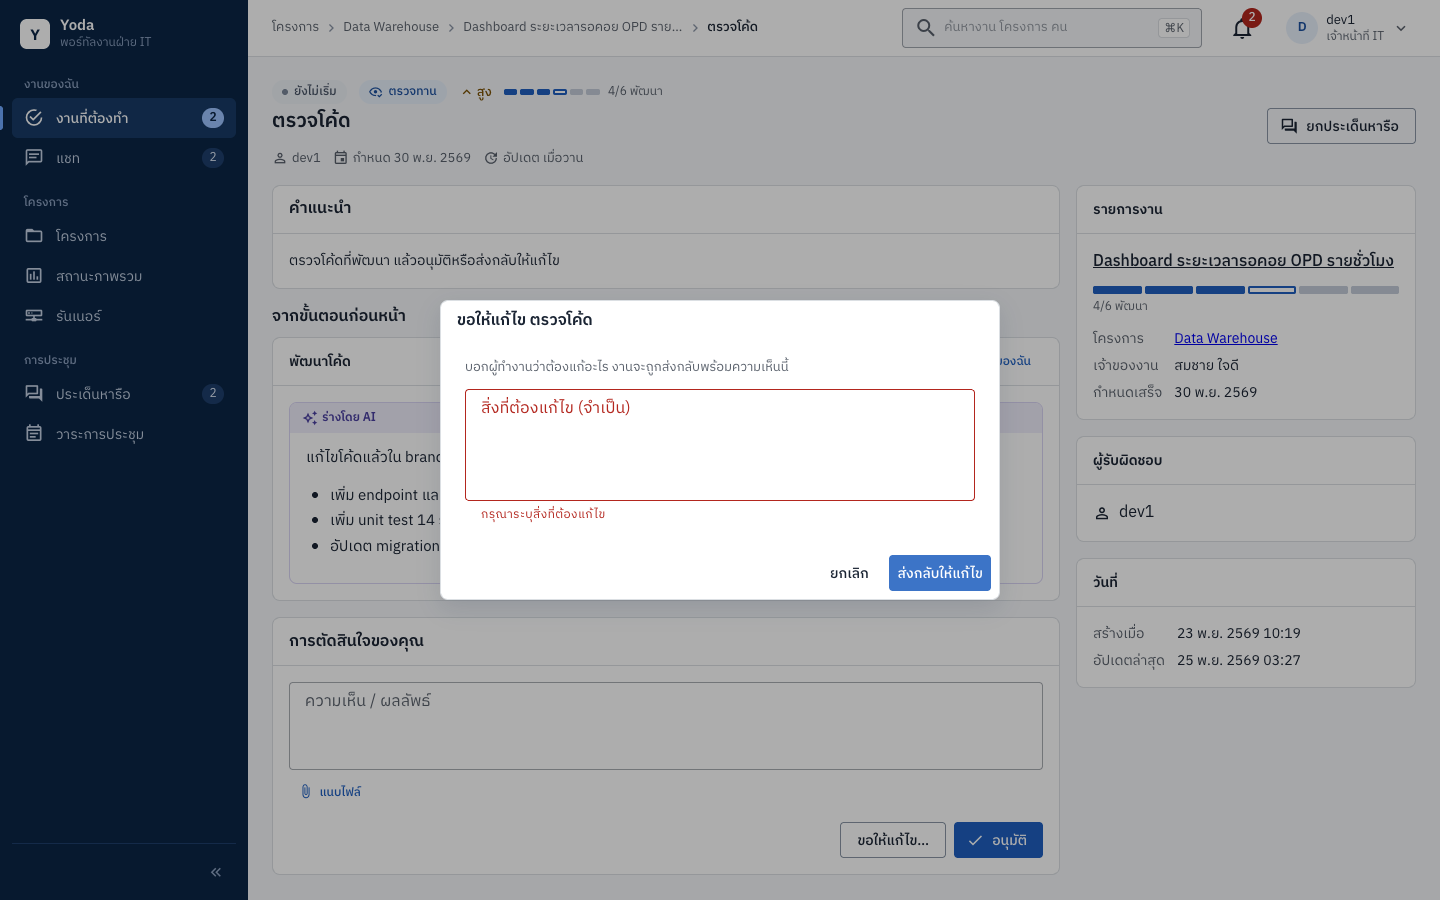 Yoda
พอร์ทัลงานฝ่าย IT
งานของฉัน
งานที่ต้องทำ 2
แชท 2
โครงการ
โครงการ
สถานะภาพรวม
รันเนอร์
การประชุม
ประเด็นหารือ 2
วาระการประชุม
โครงการ › Data Warehouse › Dashboard ระยะเวลารอคอย OPD ราย... › ตรวจโค้ด
ค้นหางาน โครงการ คน ⌘K
2
D
dev1
เจ้าหน้าที่ IT
ยังไม่เริ่ม ตรวจทาน สูง 4/6 พัฒนา
ตรวจโค้ด
dev1 กำหนด 30 พ.ย. 2569 อัปเดต เมื่อวาน
ยกประเด็นหารือ
คำแนะนำ
ตรวจโค้ดที่พัฒนา แล้วอนุมัติหรือส่งกลับให้แก้ไข
จากขั้นตอนก่อนหน้า
พัฒนาโค้ด
ของฉัน
ร่างโดย AI
แก้ไขโค้ดแล้วใน
เพิ่ม endpoint
เพิ่ม unit test 14
อัปเดต migration
ขอให้แก้ไข ตรวจโค้ด
บอกผู้ทำงานว่าต้องแก้อะไร งานจะถูกส่งกลับพร้อมความเห็นนี้
สิ่งที่ต้องแก้ไข (จำเป็น)
กรุณาระบุสิ่งที่ต้องแก้ไข
ยกเลิก
ส่งกลับให้แก้ไข
การตัดสินใจของคุณ
ความเห็น / ผลลัพธ์
แนบไฟล์
ขอให้แก้ไข...
อนุมัติ
รายการงาน
Dashboard ระยะเวลารอคอย OPD รายชั่วโมง
4/6 พัฒนา
โครงการ Data Warehouse
เจ้าของงาน สมชาย ใจดี
กำหนดเสร็จ 30 พ.ย. 2569
ผู้รับผิดชอบ
dev1
วันที่
สร้างเมื่อ 23 พ.ย. 2569 10:19
อัปเดตล่าสุด 25 พ.ย. 2569 03:27